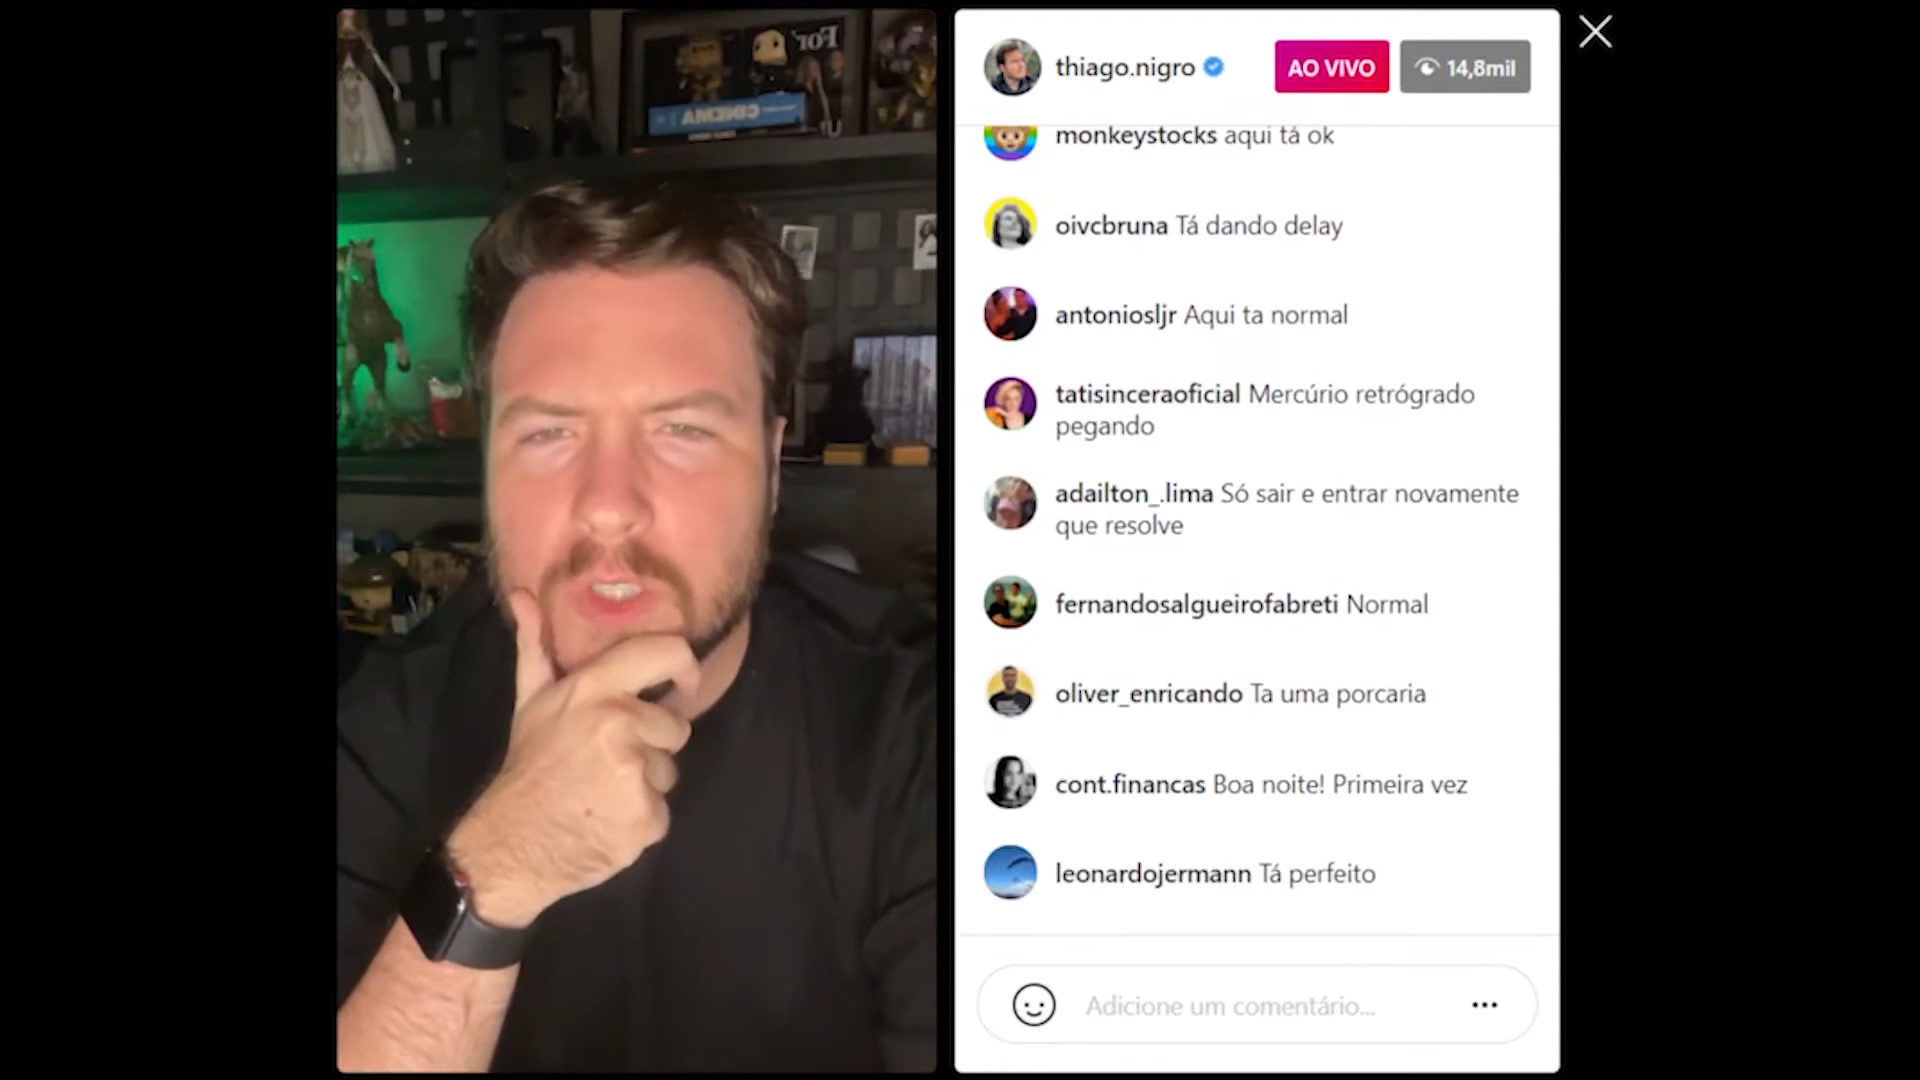 For
CINEMA
thiago.nigro
AO VIVO
14,8mil
monkeystocks aqui tá ok
oivcbruna Tá dando delay
antoniosljr Aqui ta normal
tatisinceraoficial Mercúrio retrógrado
pegando
adailton_.lima Só sair e entrar novamente
que resolve
fernandosalgueirofabreti Normal
oliver_enricando Ta uma porcaria
cont.financas Boa noite! Primeira vez
leonardojermann Tá perfeito
Adicione um comentário...